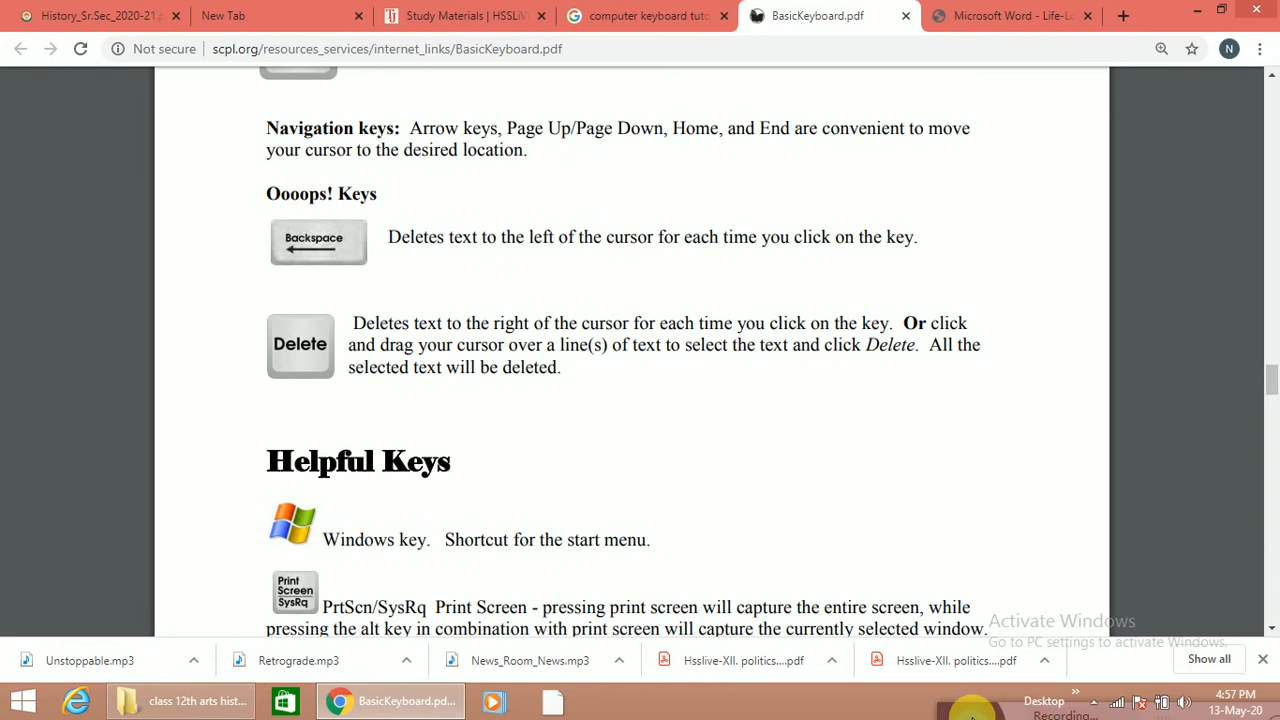 History_Sr.Sec_2020-21.p
New Tab
Study Materials | HSSLiVE
computer keyboard tuto
BasicKeyboard.pdf
Microsoft Word - Life-Lo
Not secure
scpl.org/resources_services/internet_links/BasicKeyboard.pdf
N
Navigation keys: Arrow keys, Page Up/Page Down, Home, and End are convenient to move
your cursor to the desired location.
Oooops! Keys
Backspace
Deletes text to the left of the cursor for each time you click on the key.
Delete
Deletes text to the right of the cursor for each time you click on the key. Or click
and drag your cursor over a line(s) of text to select the text and click Delete. All the
selected text will be deleted.
Helpful Keys
Windows key. Shortcut for the start menu.
Print
Screen
SysRq
PrtScn/SysRq Print Screen - pressing print screen will capture the entire screen, while
pressing the alt key in combination with print screen will capture the currently selected window.
Activate Windows
Go to PC settings to activate Windows.
Unstoppable.mp3
Retrograde.mp3
News_Room_News.mp3
Hsslive-XII. politics....pdf
Hsslive-XII. politics....pdf
Show all
class 12th arts hist...
BasicKeyboard.pd...
Desktop
4:57 PM
13-May-20
Recording...